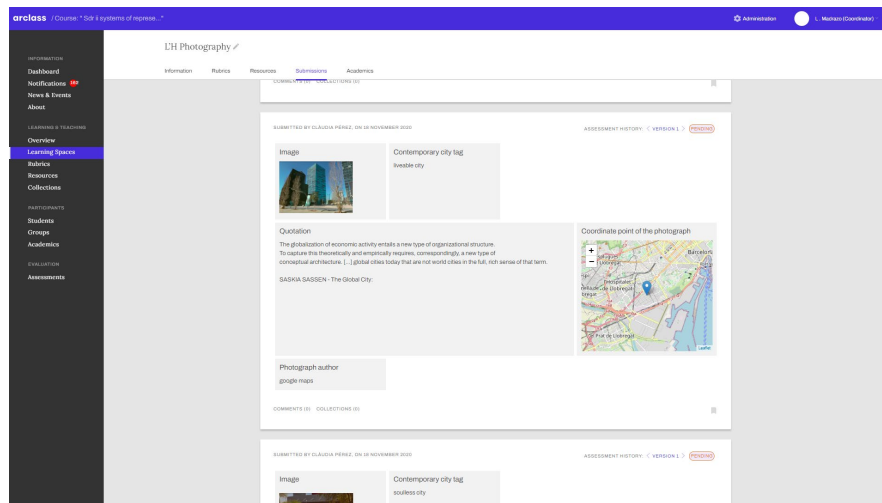 arclass / Course: " Sdr ii systems of represe..."
Administration
L. Madrazo (Coordinator)
L'H Photography
Information Rubrics Resources Submissions Academics
INFORMATION
Dashboard
Notifications
News & Events
About
LEARNING & TEACHING
Overview
Learning Spaces
Rubrics
Resources
Collections
PARTICIPANTS
Students
Groups
Academics
EVALUATION
Assessments
COMMENTS (0) COLLECTIONS (0)
SUBMITTED BY CLÀUDIA PÉREZ, ON 16 NOVEMBER 2020
ASSESSMENT HISTORY: < VERSION 1. > PENDING
Image
Contemporary city tag
liveable city
Quotation
The globalization of economic activity entails a new type of organizational structure.
To capture this theoretically and empirically requires, correspondingly, a new type of
conceptual architecture. [...] global cities today that are not world cities in the full, rich sense of that term.
SASKIA SASSEN - The Global City:
Coordinate point of the photograph
+
−
Barcelona
de Llobregat
Leaflet
Photograph author
google maps
COMMENTS (0) COLLECTIONS (0)
SUBMITTED BY CLÀUDIA PÉREZ, ON 16 NOVEMBER 2020
ASSESSMENT HISTORY: < VERSION 1. > PENDING
Image
Contemporary city tag
soulless city